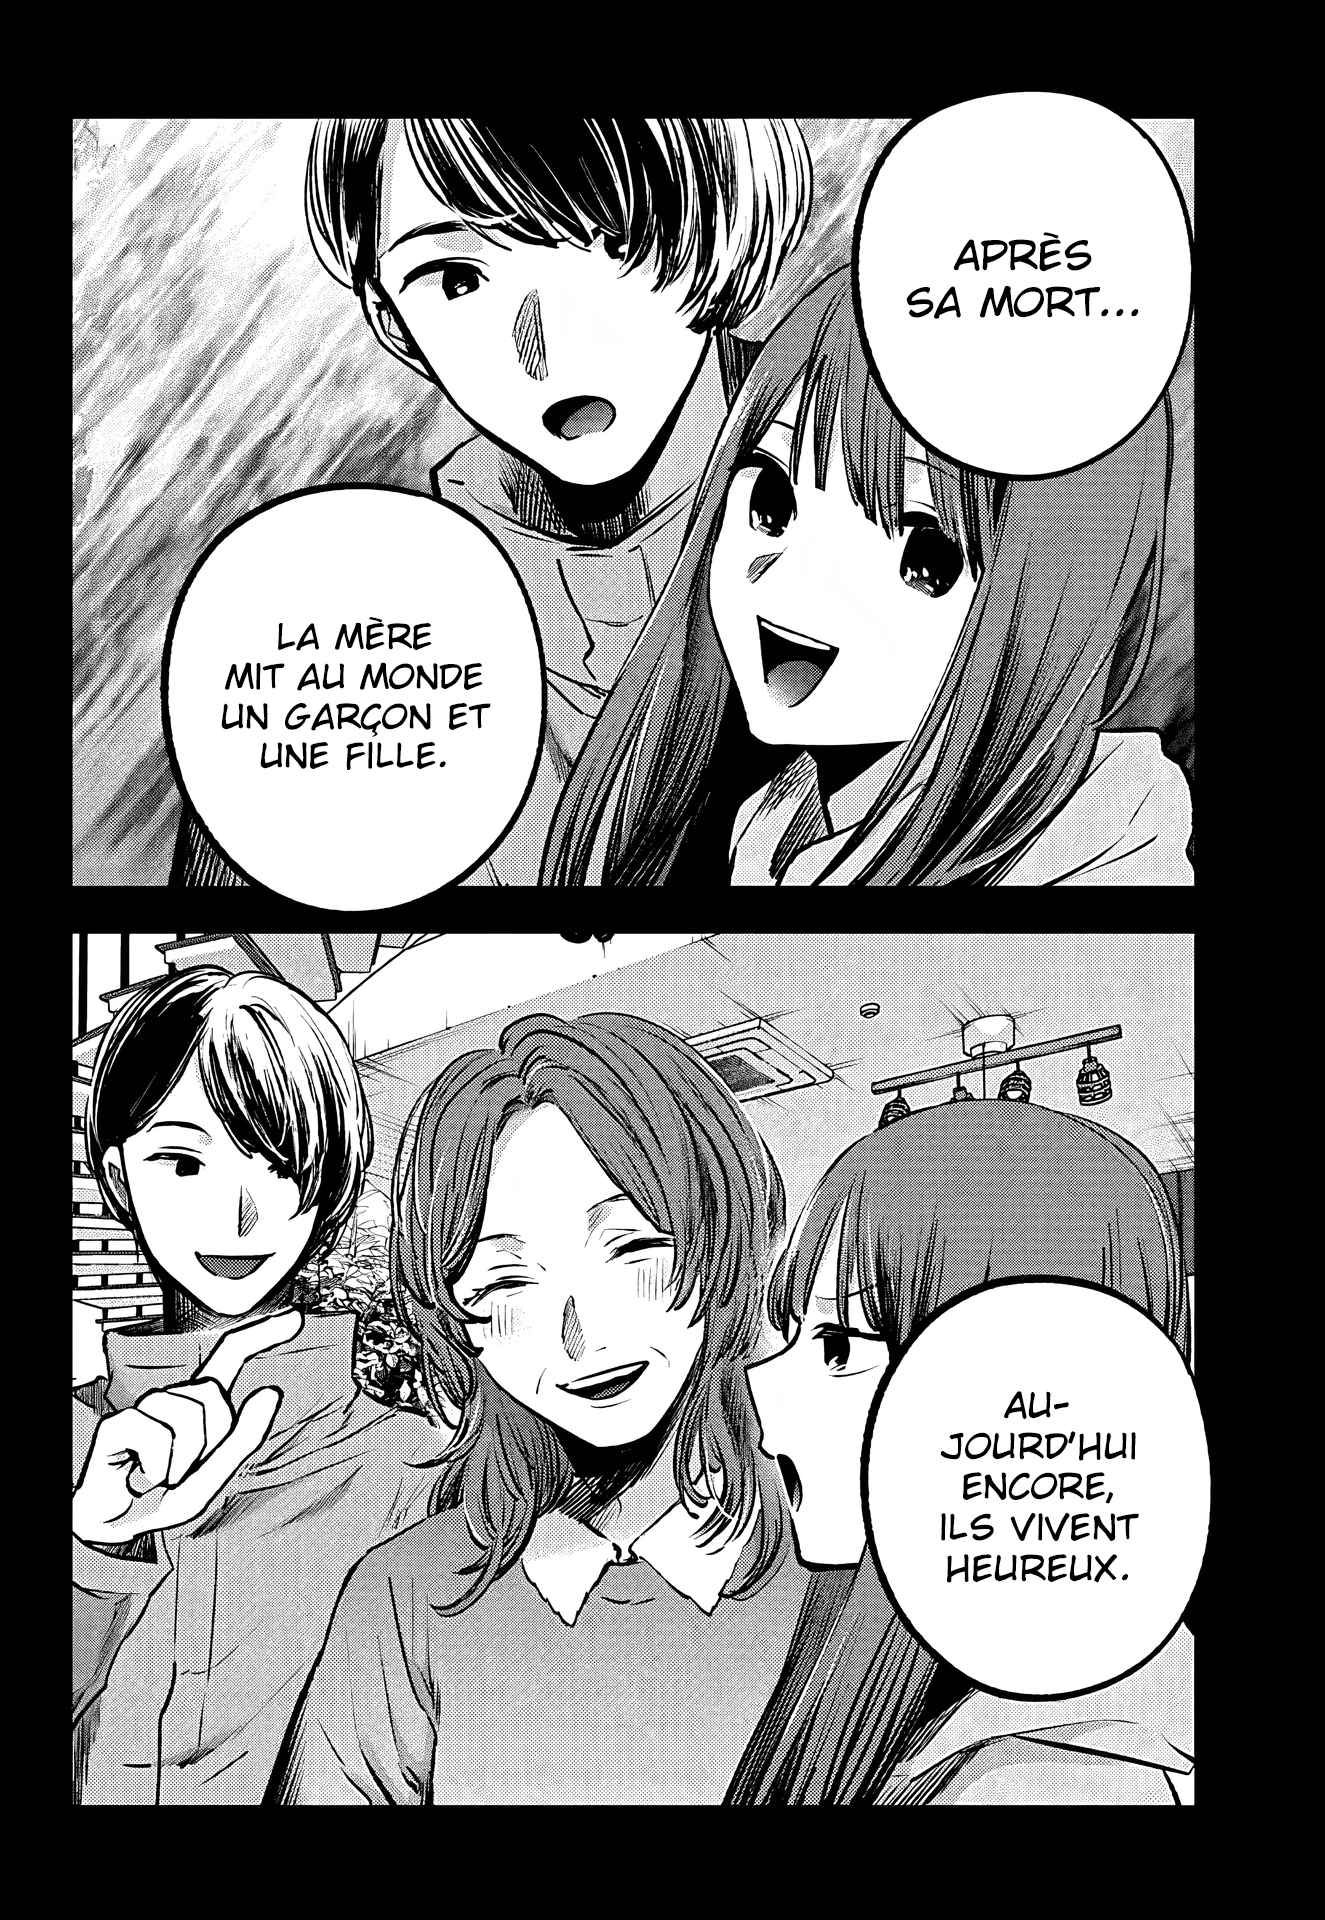 APRÈS
SA MORT...
LA MÈRE
MIT AU MONDE
UN GARÇON ET
UNE FILLE.
AU-
JOURD'HUI
ENCORE,
ILS VIVENT
HEUREUX.